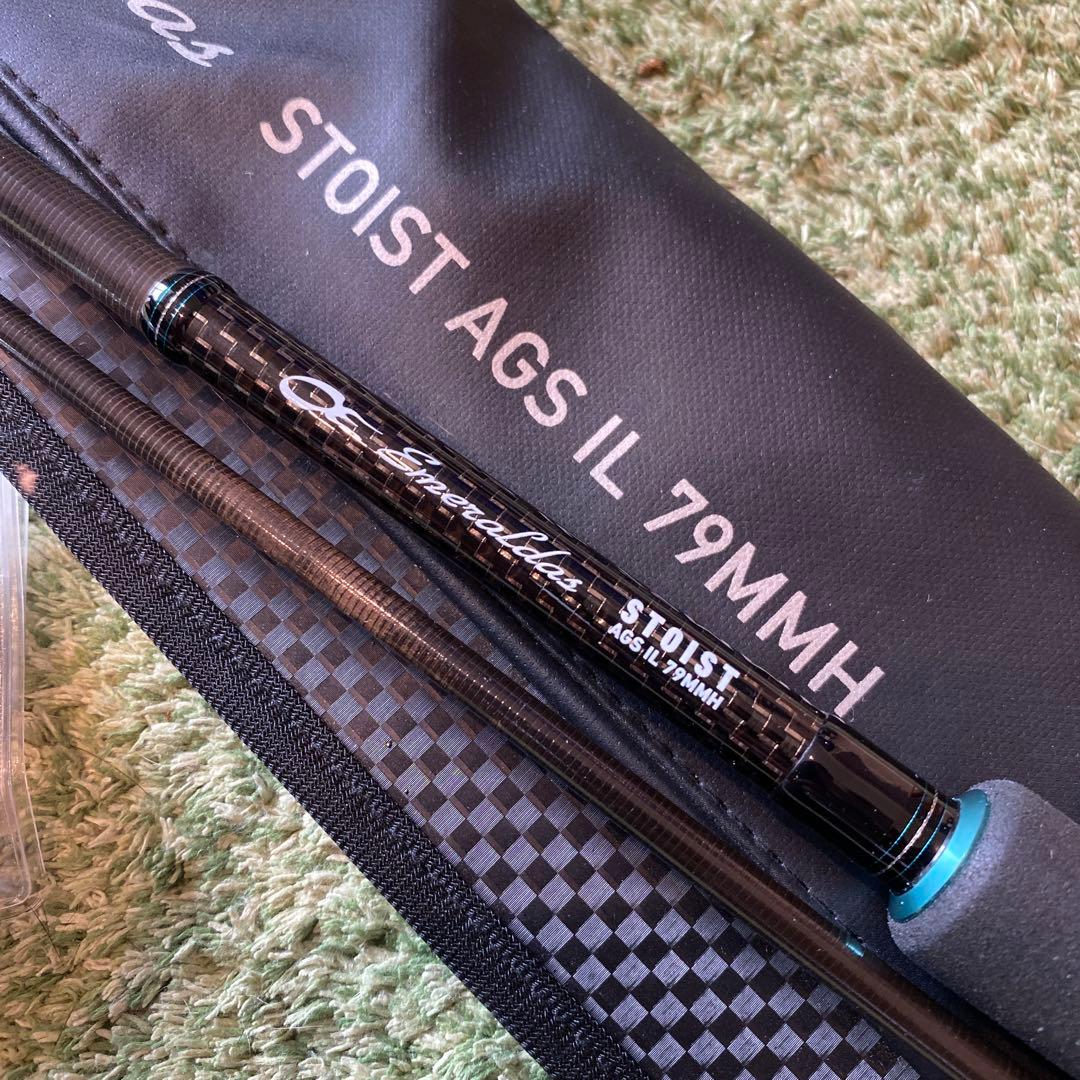 STOIST AGS IL 79MMH
Emeraldas
STOIST
AGS IL 79MMH